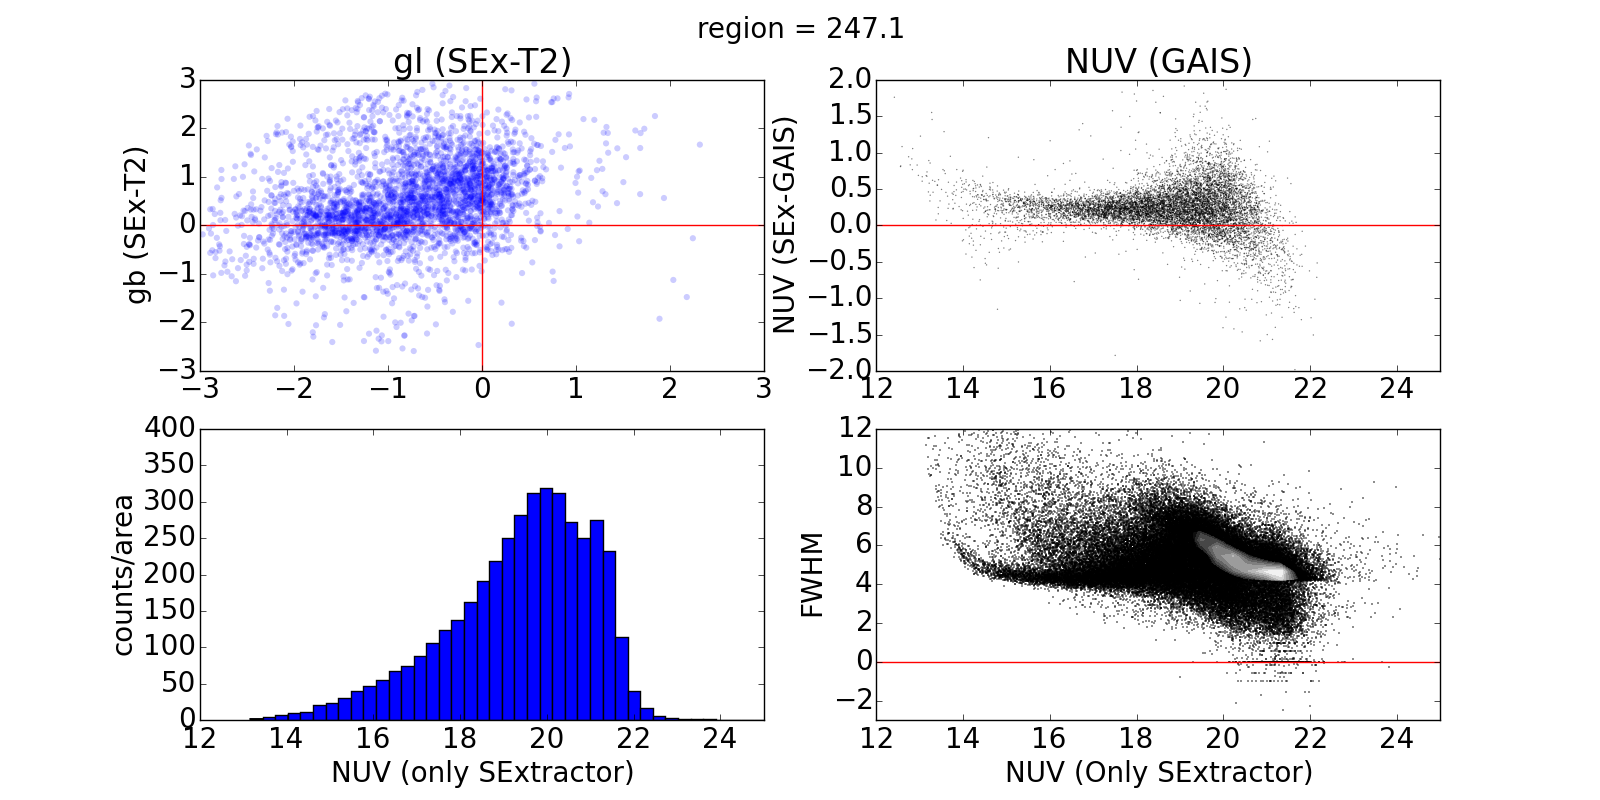 region = 247.1
gl (SEx-T2)
NUV (GAIS)
gb (SEx-T2)
3
2
1
0
−1
−2
−3
−3 −2 −1 0 1 2 3
NUV (SEx-GAIS)
2.0
1.5
1.0
0.5
0.0
−0.5
−1.0
−1.5
−2.0
12 14 16 18 20 22 24
counts/area
400
350
300
250
200
150
100
50
0
12 14 16 18 20 22 24
NUV (only SExtractor)
FWHM
12
10
8
6
4
2
0
−2
12 14 16 18 20 22 24
NUV (Only SExtractor)